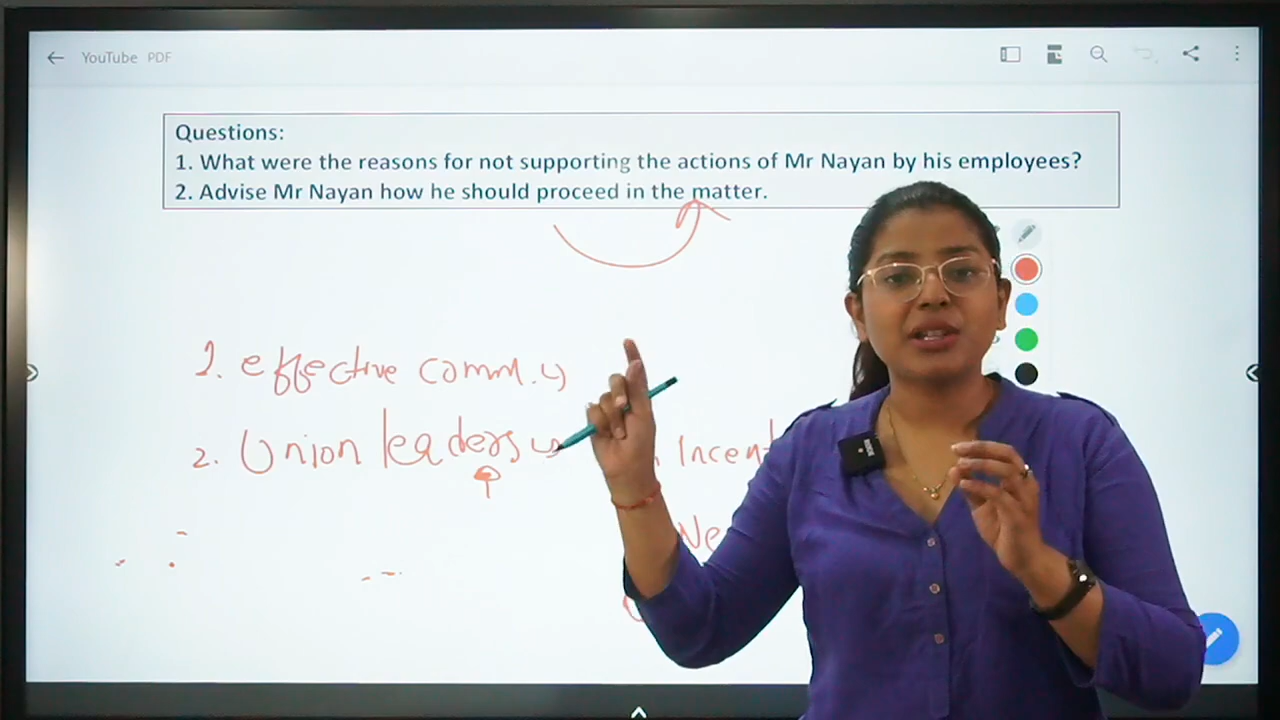 YouTube PDF
Questions:
1. What were the reasons for not supporting the actions of Mr Nayan by his employees?
2. Advise Mr Nayan how he should proceed in the matter.
1. effective comm.
2. Union leaders
Incent
Ne